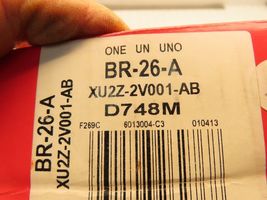 ONE UN UNO
BR-26-A
XU2Z-2V001-AB
D748M
F269C 6013004-C3 010413
BR-26-A
XU2Z-2V001-AB